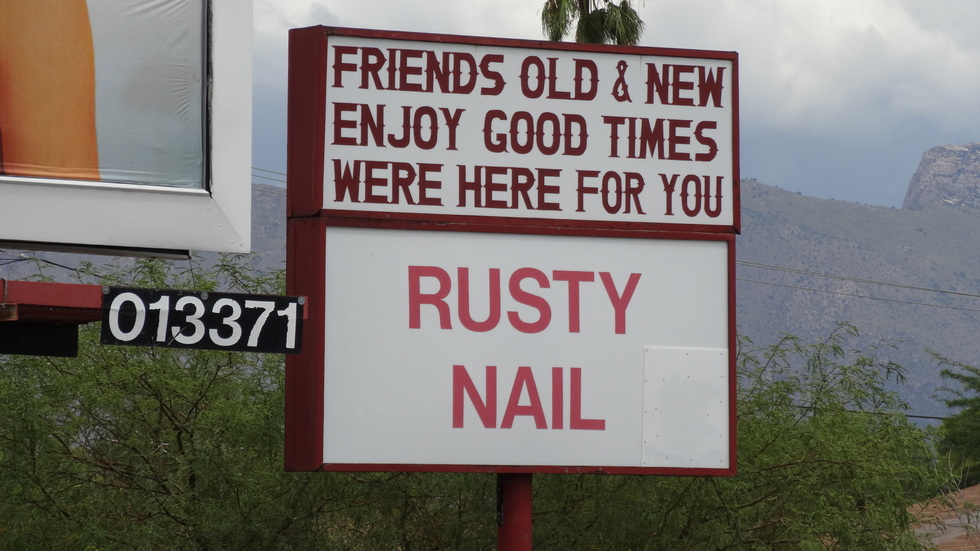 FRIENDS OLD & NEW
ENJOY GOOD TIMES
WERE HERE FOR YOU
RUSTY
NAIL
013371